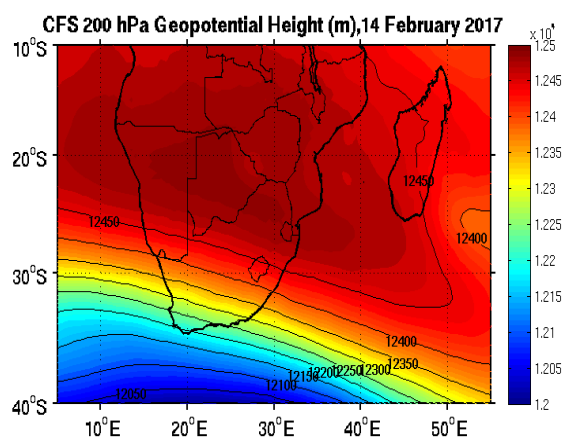 CFS 200 hPa Geopotential Height (m),14 February 2017
x 10⁴
10°S
20°S
30°S
40°S
10°E
20°E
30°E
40°E
50°E
12450
12450
12400
12400
12350
12300
12250
12200
12150
12100
12050
1.25
1.245
1.24
1.235
1.23
1.225
1.22
1.215
1.21
1.205
1.2